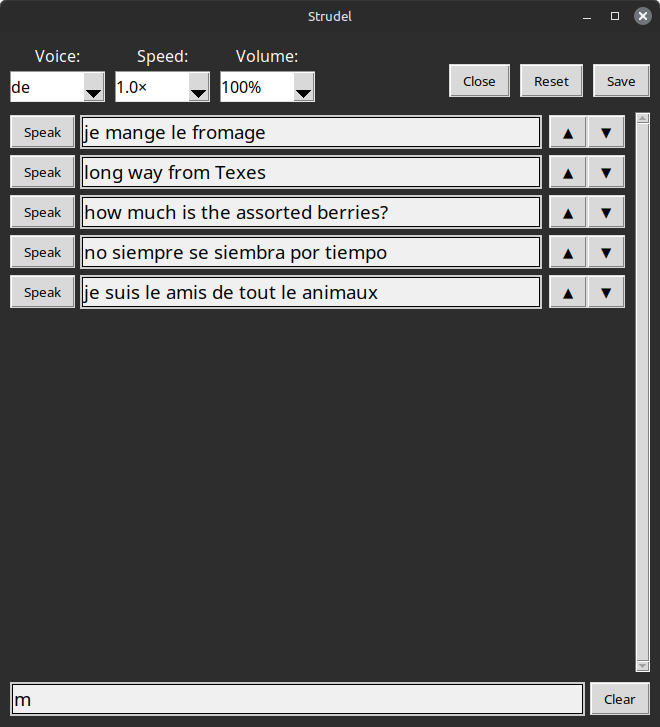 Strudel
Voice: Speed: Volume:
de 1.0× 100% Close Reset Save
Speak je mange le fromage ▲ ▼
Speak long way from Texes ▲ ▼
Speak how much is the assorted berries? ▲ ▼
Speak no siempre se siembra por tiempo ▲ ▼
Speak je suis le amis de tout le animaux ▲ ▼
m Clear